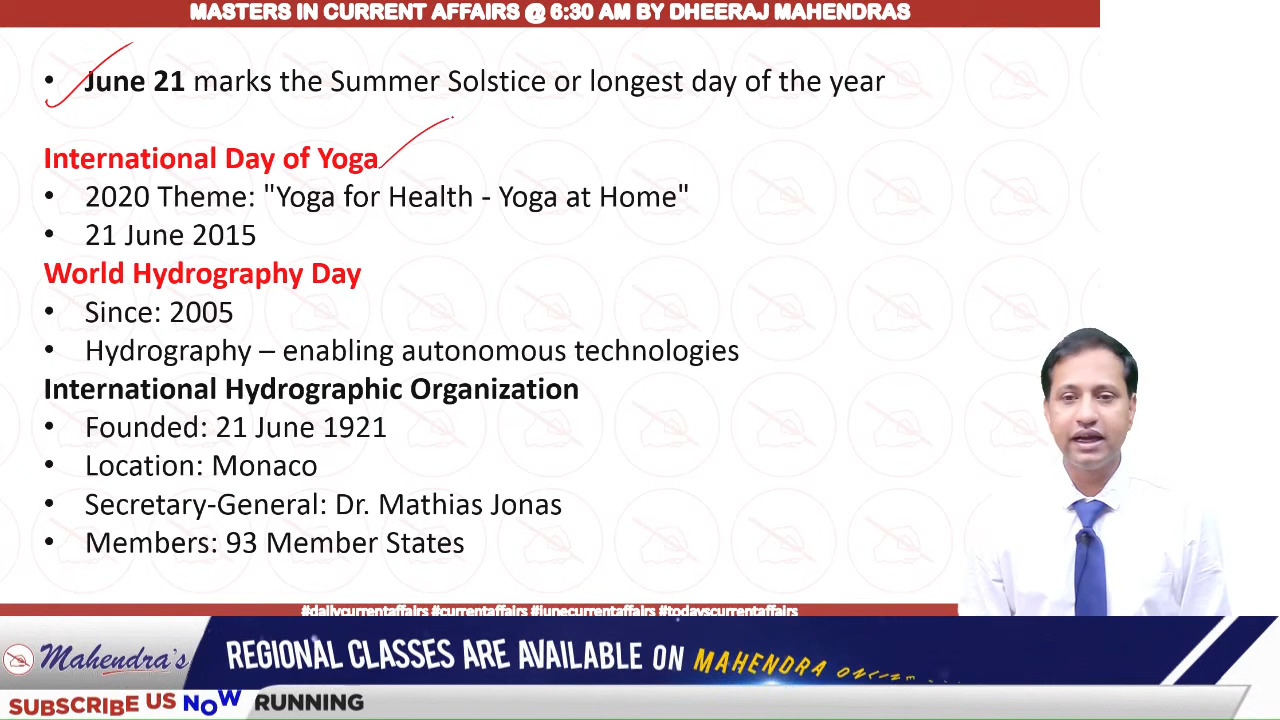 MASTERS IN CURRENT AFFAIRS @ 6:30 AM BY DHEERAJ MAHENDRAS
• June 21 marks the Summer Solstice or longest day of the year
International Day of Yoga
• 2020 Theme: "Yoga for Health - Yoga at Home"
• 21 June 2015
World Hydrography Day
• Since: 2005
• Hydrography – enabling autonomous technologies
International Hydrographic Organization
• Founded: 21 June 1921
• Location: Monaco
• Secretary-General: Dr. Mathias Jonas
• Members: 93 Member States
#dailycurrentaffairs #currentaffairs #junecurrentaffairs #todayscurrentaffairs
Mahendra's REGIONAL CLASSES ARE AVAILABLE ON MAHENDRA ONLINE
SUBSCRIBE US NOW RUNNING